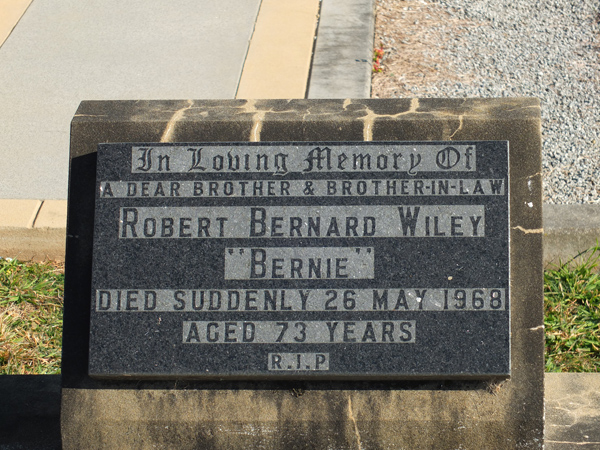 In Loving Memory Of
A DEAR BROTHER & BROTHER-IN-LAW
ROBERT BERNARD WILEY
"BERNIE"
DIED SUDDENLY 26 MAY 1968
AGED 73 YEARS
R.I.P